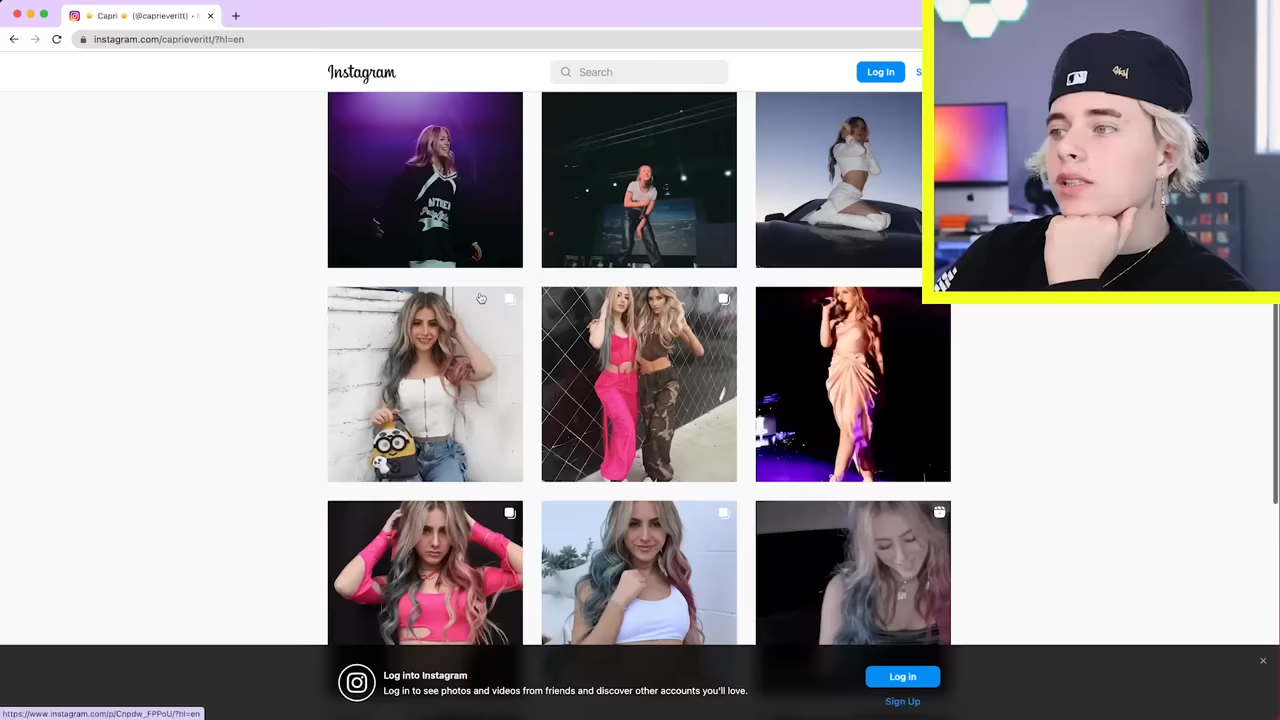 Capri (@caprieveritt) •
instagram.com/caprieveritt/?hl=en
Instagram
Search
Log In
S
Log into Instagram
Log in to see photos and videos from friends and discover other accounts you'll love.
Log in
Sign Up
https://www.instagram.com/p/Cnpdw_FPPoU/?hl=en